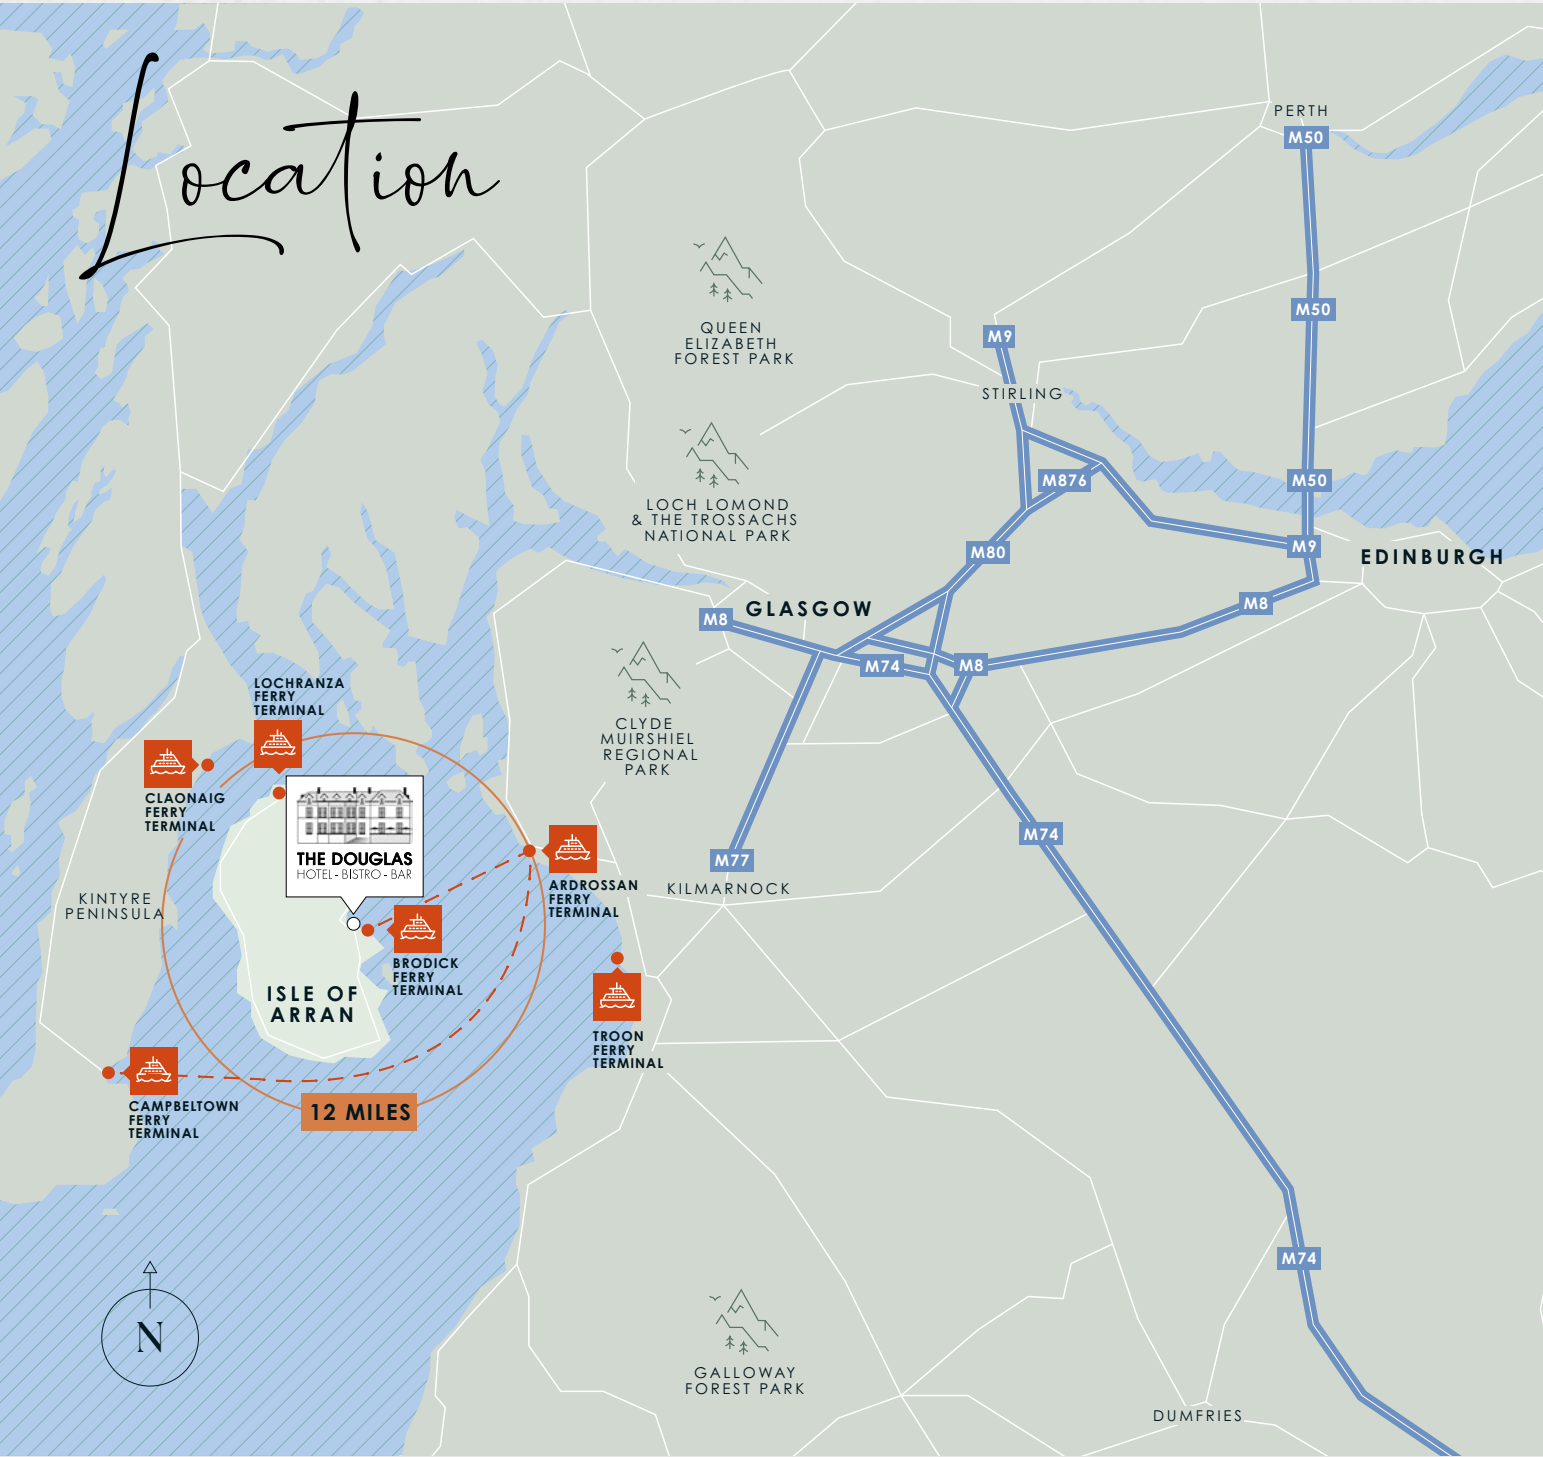 Location
PERTH
M50
M50
QUEEN
ELIZABETH
FOREST PARK
M9
STIRLING
M876
M50
LOCH LOMOND
& THE TROSSACHS
NATIONAL PARK
M80
M9
EDINBURGH
M8
GLASGOW
M8
M74
M8
LOCHRANZA
FERRY
TERMINAL
CLYDE
MUIRSHIEL
REGIONAL
PARK
CLAONAIG
FERRY
TERMINAL
THE DOUGLAS
HOTEL - BISTRO - BAR
M74
M77
KILMARNOCK
ARDROSSAN
FERRY
TERMINAL
KINTYRE
PENINSULA
BRODICK
FERRY
TERMINAL
ISLE OF
ARRAN
TROON
FERRY
TERMINAL
CAMPBELTOWN
FERRY
TERMINAL
12 MILES
M74
N
GALLOWAY
FOREST PARK
DUMFRIES